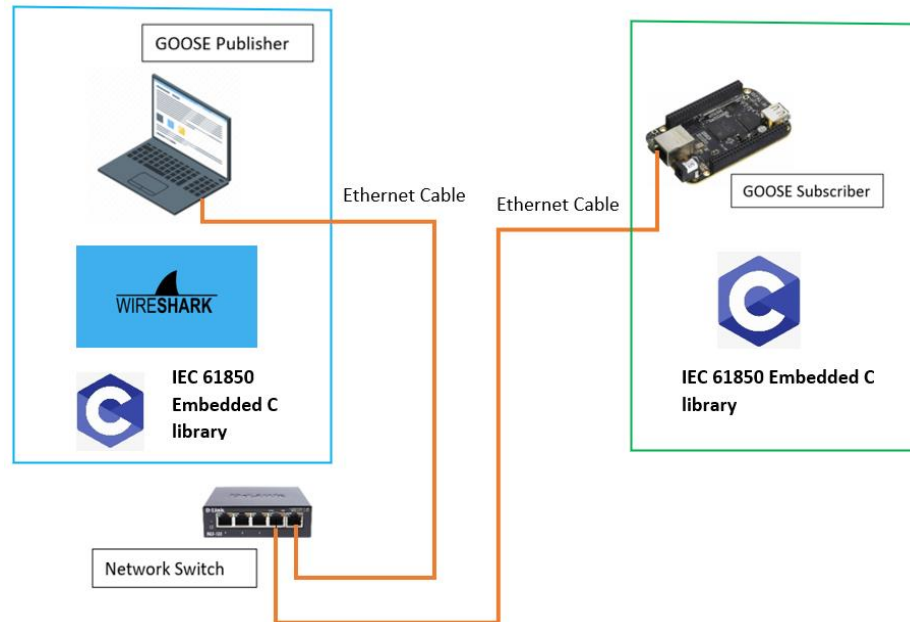 GOOSE Publisher
Ethernet Cable
Ethernet Cable
GOOSE Subscriber
WIRESHARK
IEC 61850
Embedded C
library
IEC 61850 Embedded C
library
D-Link
Network Switch